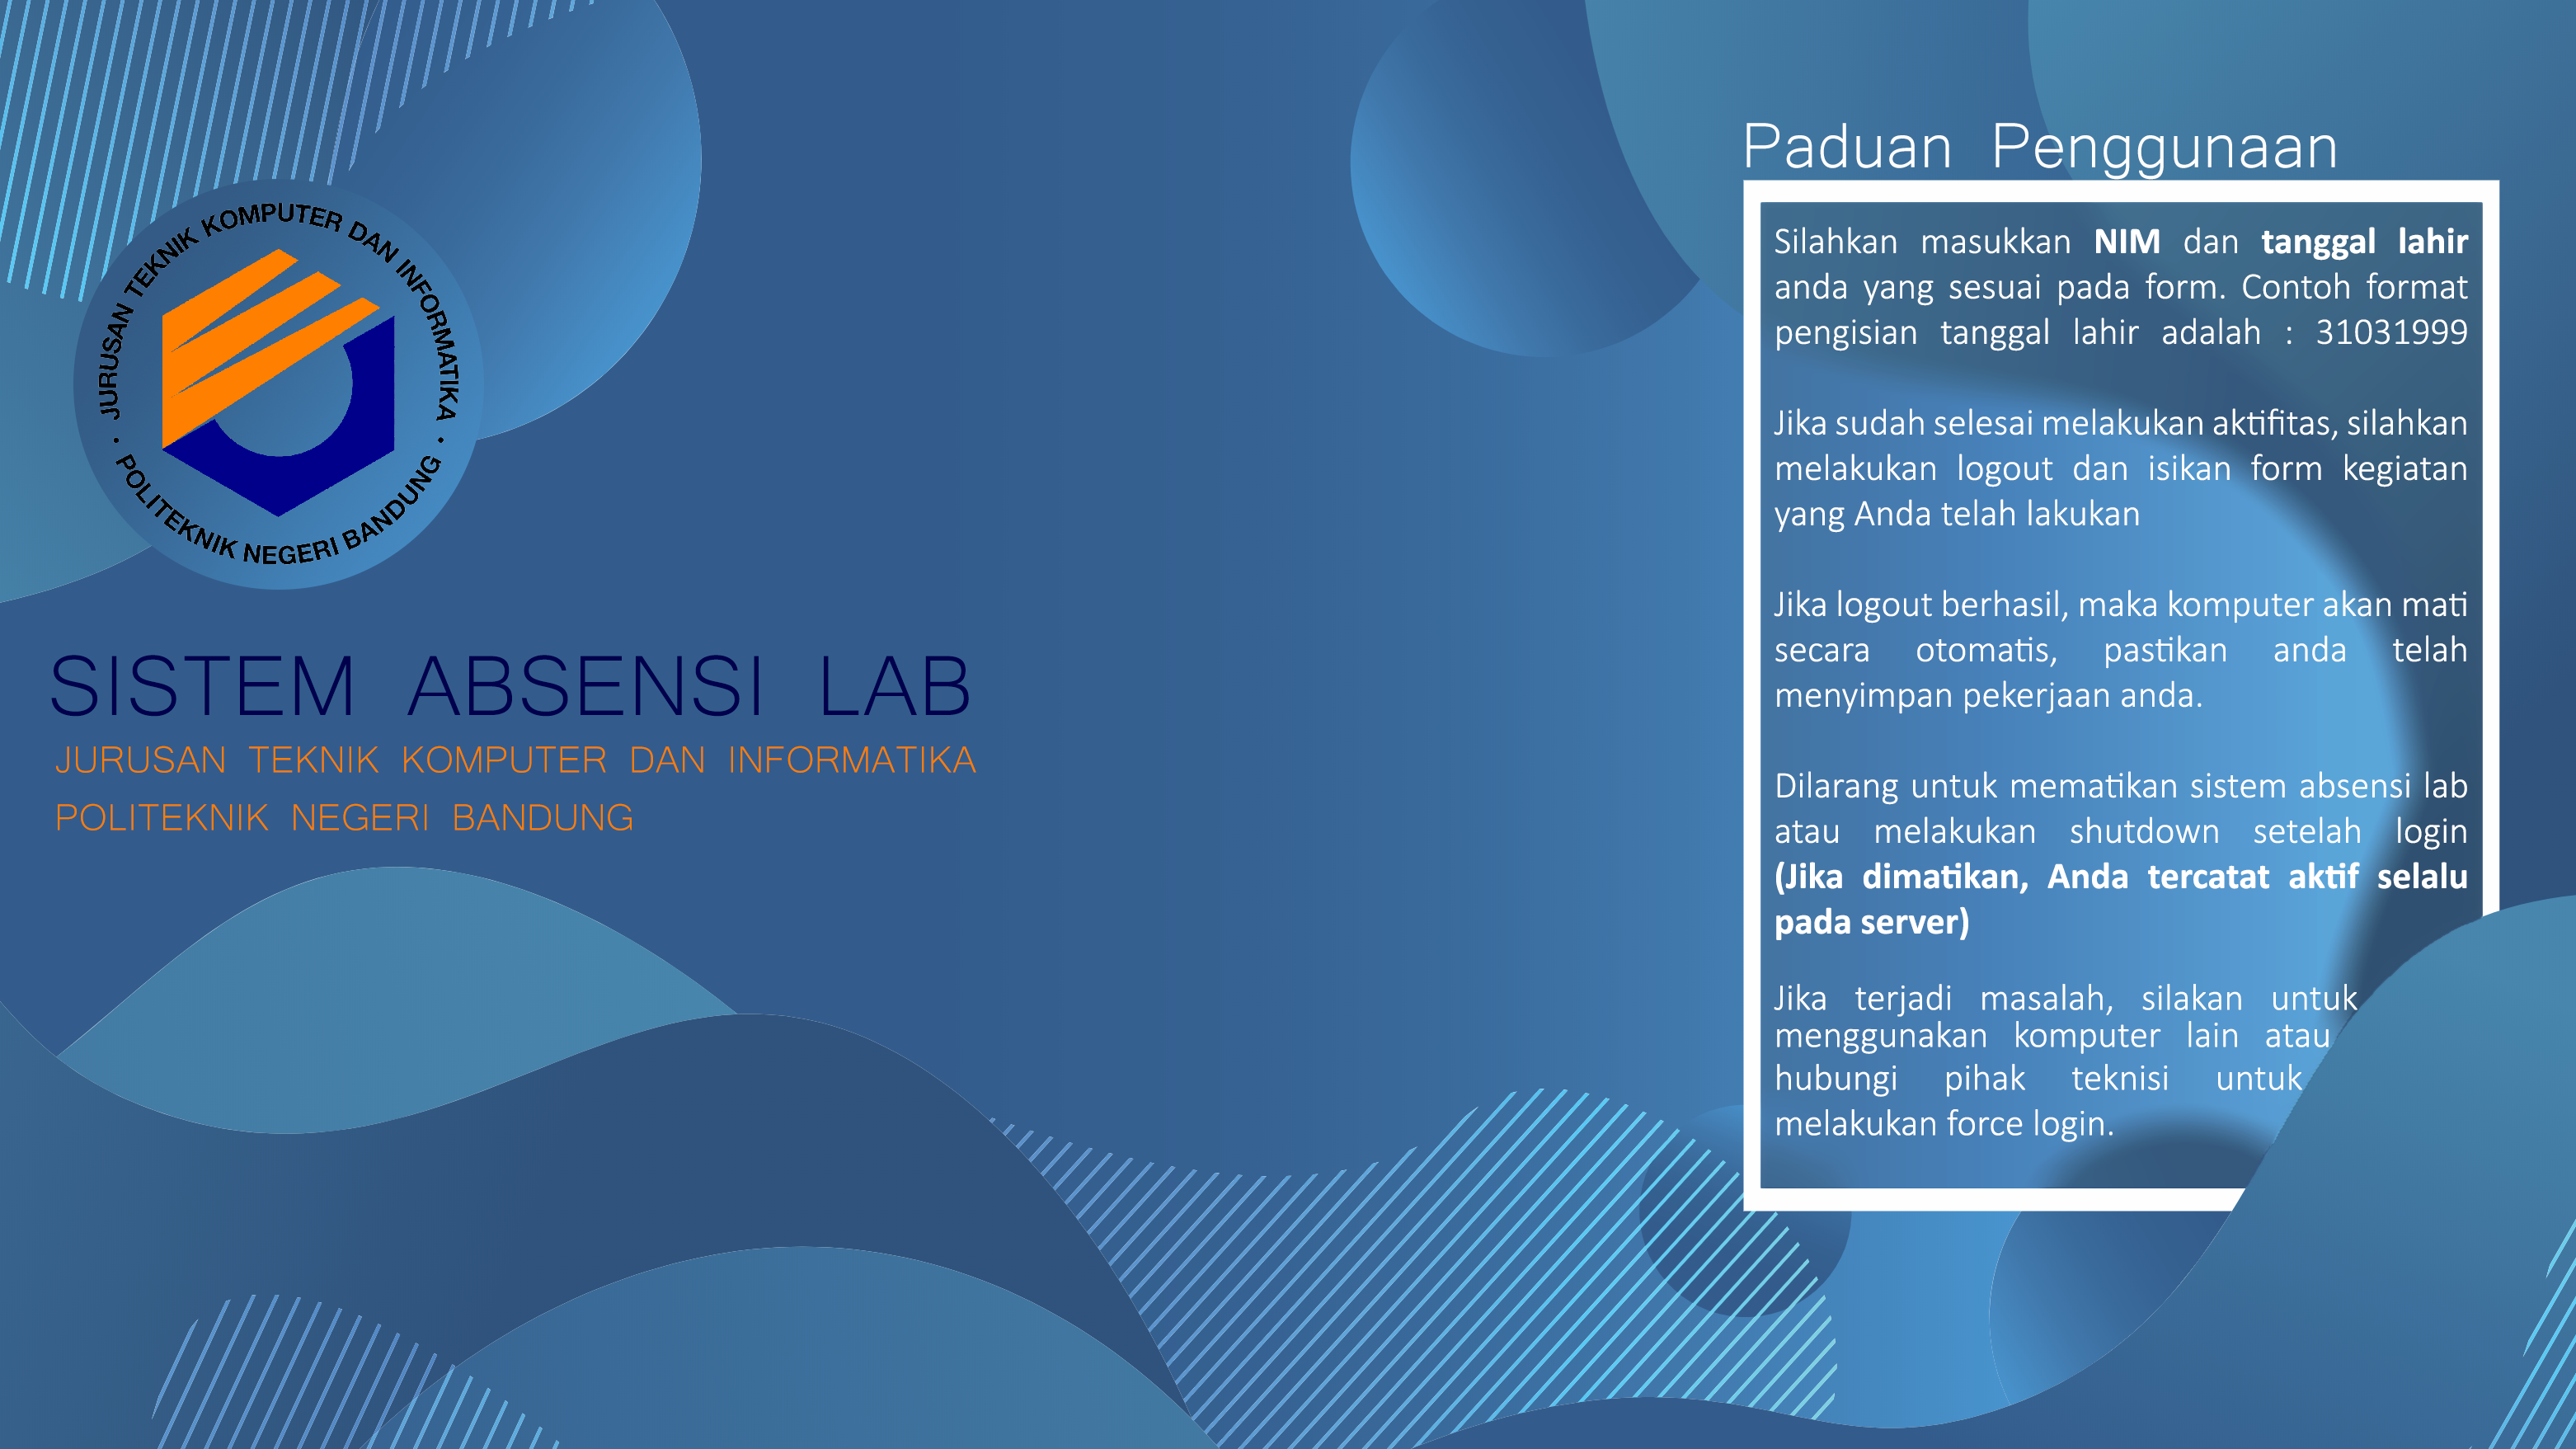 JURUSAN TEKNIK KOMPUTER DAN INFORMATIKA
• POLITEKNIK NEGERI BANDUNG •
SISTEM ABSENSI LAB
JURUSAN TEKNIK KOMPUTER DAN INFORMATIKA
POLITEKNIK NEGERI BANDUNG
Paduan Penggunaan
Silahkan masukkan NIM dan tanggal lahir
anda yang sesuai pada form. Contoh format
pengisian tanggal lahir adalah : 31031999
Jika sudah selesai melakukan aktifitas, silahkan
melakukan logout dan isikan form kegiatan
yang Anda telah lakukan
Jika logout berhasil, maka komputer akan mati
secara otomatis, pastikan anda telah
menyimpan pekerjaan anda.
Dilarang untuk mematikan sistem absensi lab
atau melakukan shutdown setelah login
(Jika dimatikan, Anda tercatat aktif selalu
pada server)
Jika terjadi masalah, silakan untuk
menggunakan komputer lain atau
hubungi pihak teknisi untuk
melakukan force login.